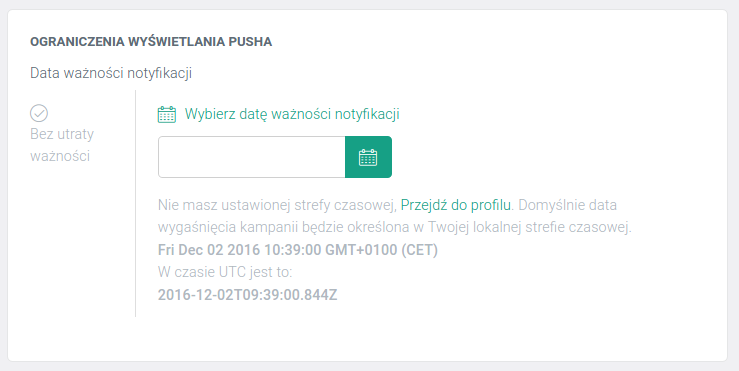 OGRANICZENIA WYŚWIETLANIA PUSHA
Data ważności notyfikacji
Bez utraty
ważności
Wybierz datę ważności notyfikacji
Nie masz ustawionej strefy czasowej, Przejdź do profilu. Domyślnie data
wygaśnięcia kampanii będzie określona w Twojej lokalnej strefie czasowej.
Fri Dec 02 2016 10:39:00 GMT+0100 (CET)
W czasie UTC jest to:
2016-12-02T09:39:00.844Z